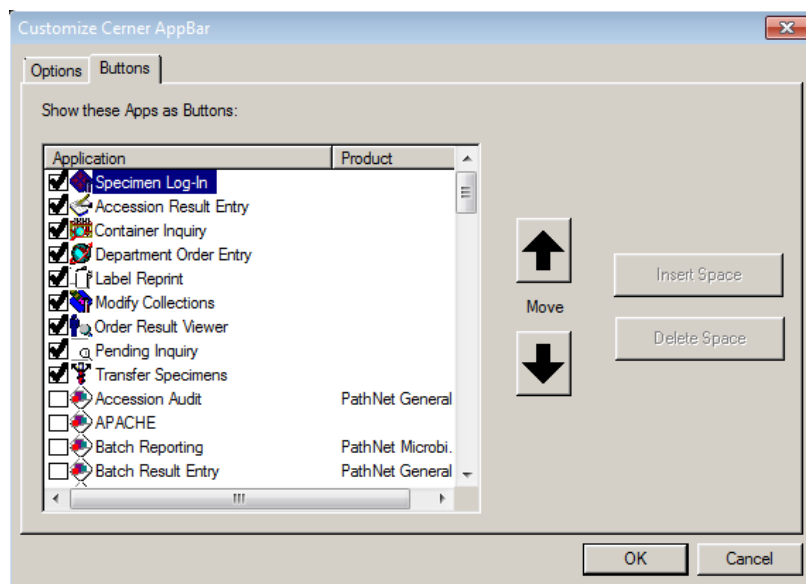 Customize Cerner AppBar
Options Buttons
Show these Apps as Buttons:
Application Product
Specimen Log-In
Accession Result Entry
Container Inquiry
Department Order Entry
Label Reprint
Modify Collections
Order Result Viewer
Pending Inquiry
Transfer Specimens
Accession Audit PathNet General
APACHE
Batch Reporting PathNet Microbi.
Batch Result Entry PathNet General
Move
Insert Space
Delete Space
OK Cancel